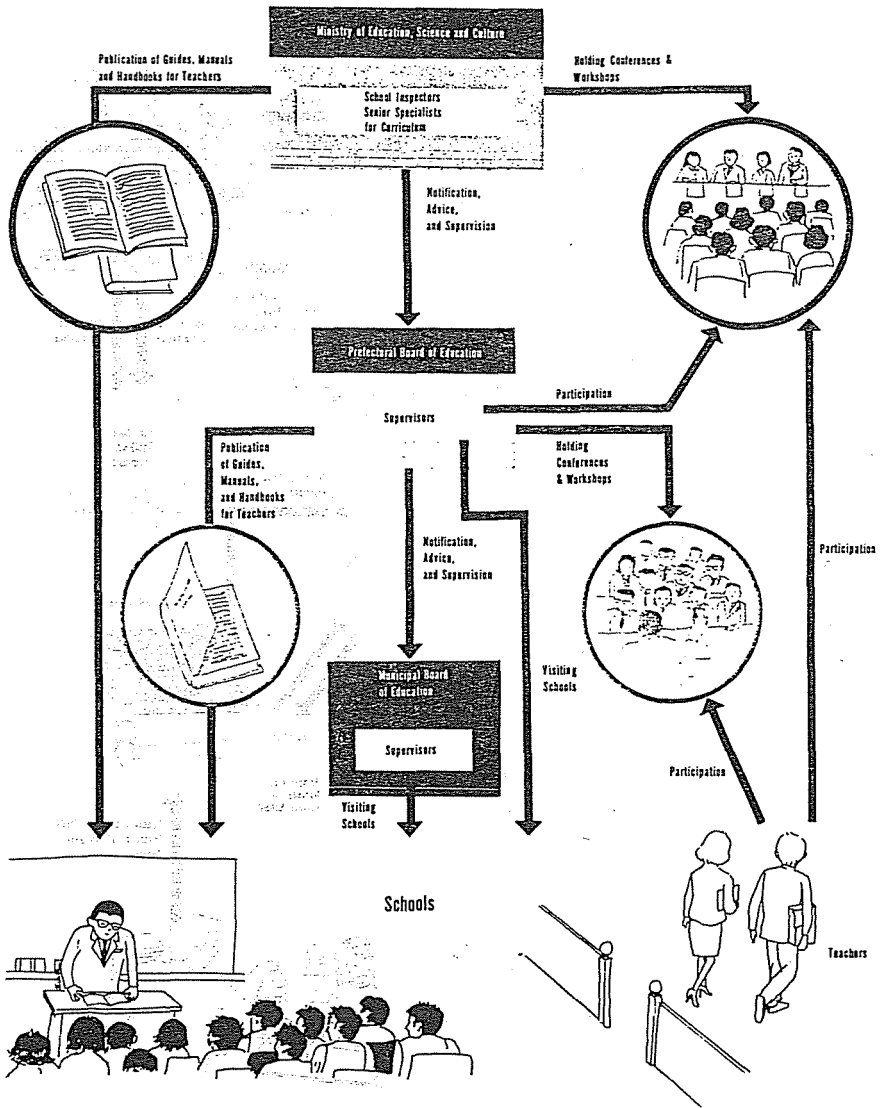 Ministry of Education, Science and Culture
Publication of Guides, Manuals
and Handbooks for Teachers
Holding Conferences &
Workshops
School Inspectors
Senior Specialists
for Curriculum
Notification,
Advice,
and Supervision
Prefectural Board of Education
Participation
Supervisors
Publication
of Guides,
Manuals,
and Handbooks
for Teachers
Holding
Conferences
& Workshops
Notification,
Advice,
and Supervision
Participation
Municipal Board
of Education
Visiting
Schools
Supervisors
Participation
Visiting
Schools
Schools
Teachers